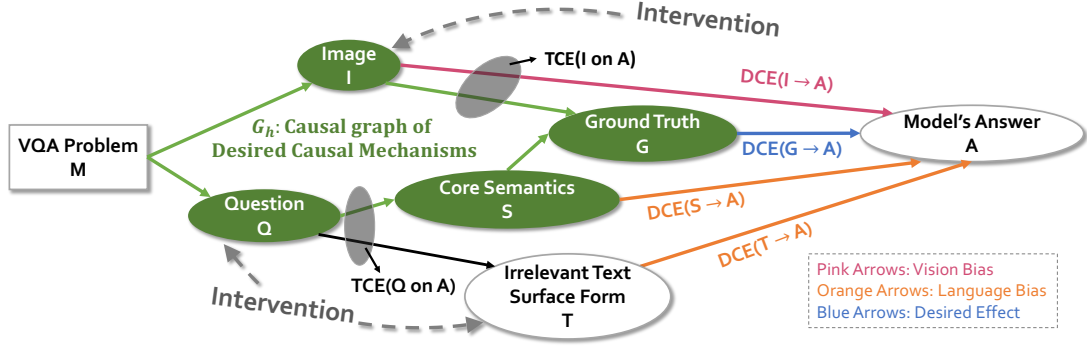 Intervention
Image
I
TCE(I on A)
DCE(I → A)
VQA Problem
M
G_h: Causal graph of
Desired Causal Mechanisms
Ground Truth
G
DCE(G → A)
Model's Answer
A
Core Semantics
S
DCE(S → A)
Question
Q
DCE(T → A)
TCE(Q on A)
Irrelevant Text
Surface Form
T
Intervention
Pink Arrows: Vision Bias
Orange Arrows: Language Bias
Blue Arrows: Desired Effect